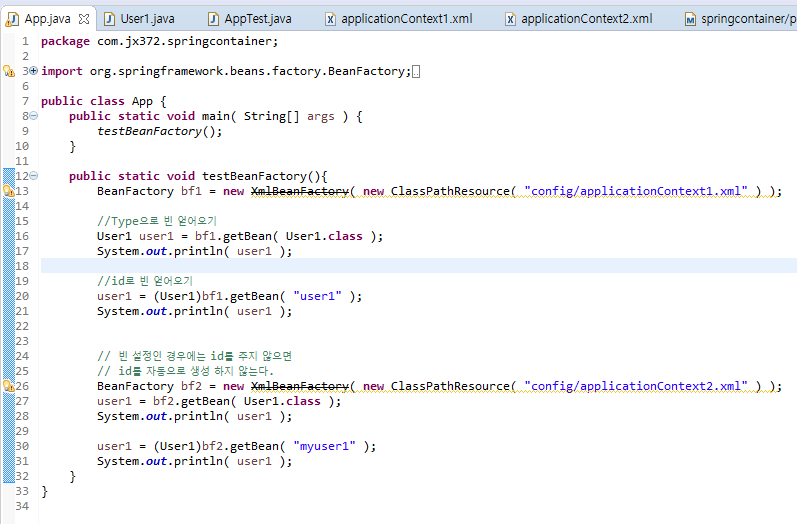 App.java User1.java AppTest.java applicationContext1.xml applicationContext2.xml springcontainer/p
1 package com.jx372.springcontainer;
2
3 import org.springframework.beans.factory.BeanFactory;
6
7 public class App {
8 public static void main( String[] args ) {
9 testBeanFactory();
10 }
11
12 public static void testBeanFactory(){
13 BeanFactory bf1 = new XmlBeanFactory( new ClassPathResource( "config/applicationContext1.xml" ) );
14
15 //Type으로 빈 얻어오기
16 User1 user1 = bf1.getBean( User1.class );
17 System.out.println( user1 );
18
19 //id로 빈 얻어오기
20 user1 = (User1)bf1.getBean( "user1" );
21 System.out.println( user1 );
22
23
24 // 빈 설정인 경우에는 id를 주지 않으면
25 // id를 자동으로 생성 하지 않는다.
26 BeanFactory bf2 = new XmlBeanFactory( new ClassPathResource( "config/applicationContext2.xml" ) );
27 user1 = bf2.getBean( User1.class );
28 System.out.println( user1 );
29
30 user1 = (User1)bf2.getBean( "myuser1" );
31 System.out.println( user1 );
32 }
33 }
34